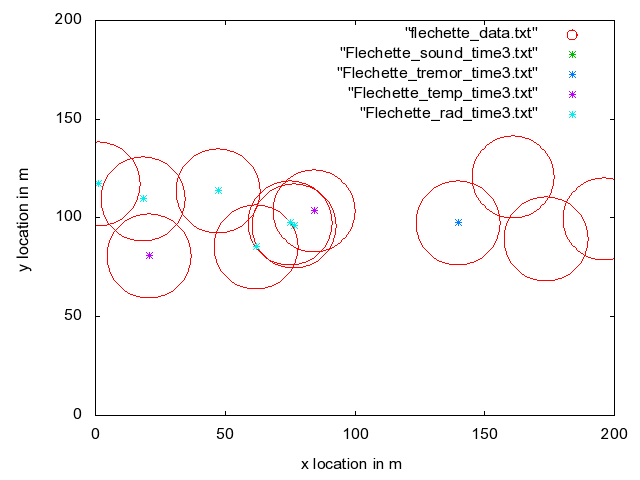 200
150
100
50
0
0
50
100
150
200
y location in m
x location in m
"flechette_data.txt"
"Flechette_sound_time3.txt"
"Flechette_tremor_time3.txt"
"Flechette_temp_time3.txt"
"Flechette_rad_time3.txt"